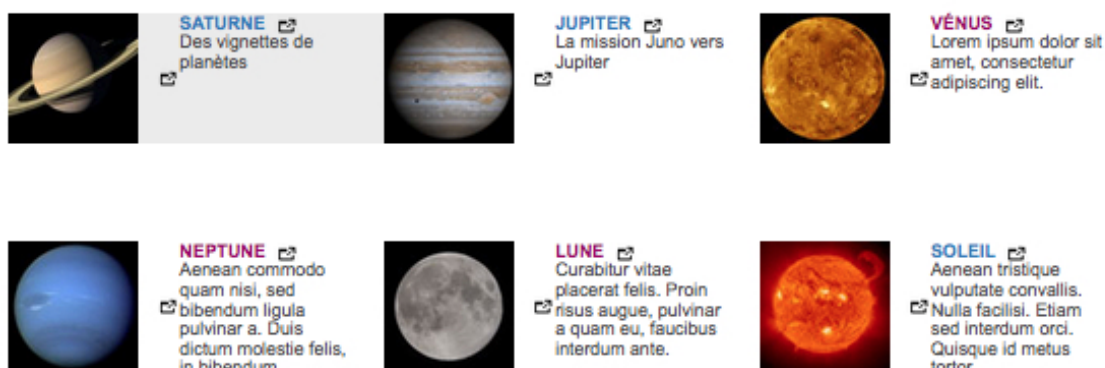 SATURNE
Des vignettes de
planètes
JUPITER
La mission Juno vers
Jupiter
VÉNUS
Lorem ipsum dolor sit
amet, consectetur
adipiscing elit.
NEPTUNE
Aenean commodo
quam nisi, sed
bibendum ligula
pulvinar a. Duis
dictum molestie felis,
in bibendum
LUNE
Curabitur vitae
placerat felis. Proin
risus augue, pulvinar
a quam eu, faucibus
interdum ante.
SOLEIL
Aenean tristique
vulputate convallis.
Nulla facilisi. Etiam
sed interdum orci.
Quisque id metus
tortor